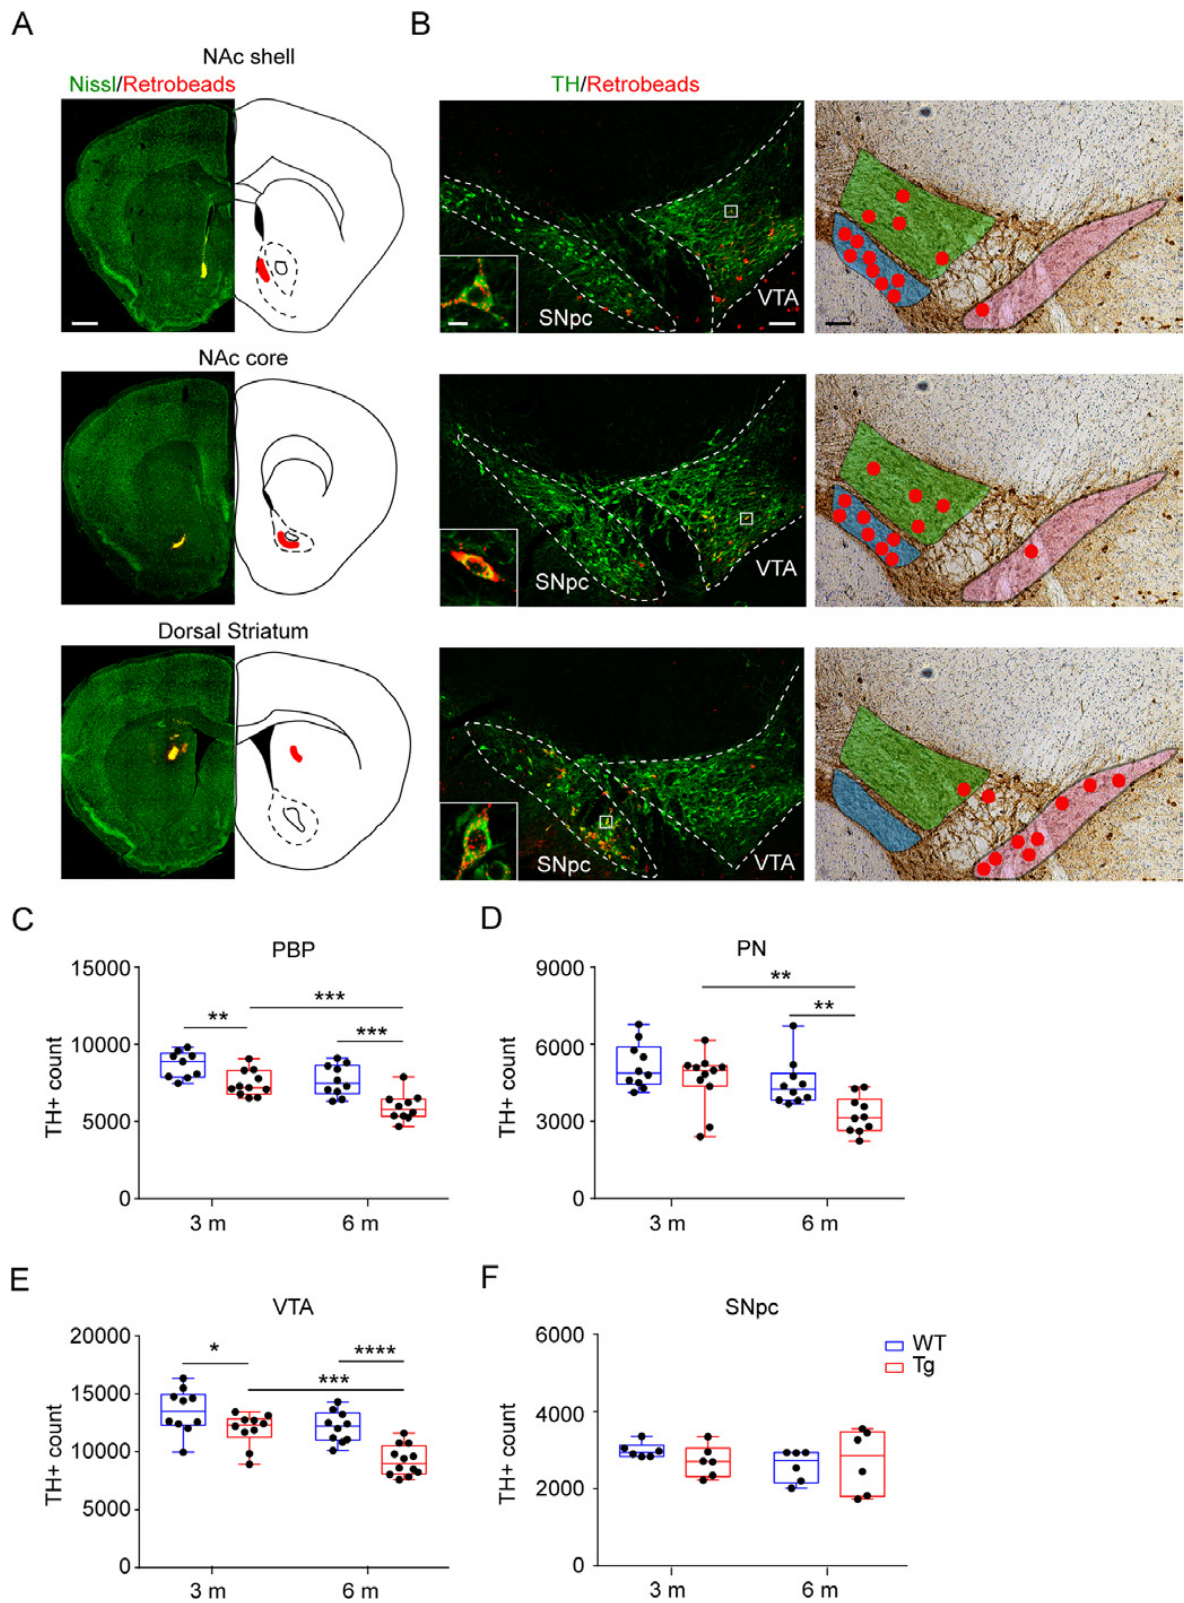 A
B
NAc shell
Nissl/Retrobeads
TH/Retrobeads
SNpc
VTA
NAc core
SNpc
VTA
Dorsal Striatum
SNpc
VTA
C
PBP
TH+ count
15000
10000
5000
0
**
***
***
3 m
6 m
D
PN
TH+ count
9000
6000
3000
0
**
**
3 m
6 m
E
VTA
TH+ count
20000
15000
10000
5000
0
*
****
***
3 m
6 m
F
SNpc
TH+ count
6000
4000
2000
0
WT
Tg
3 m
6 m